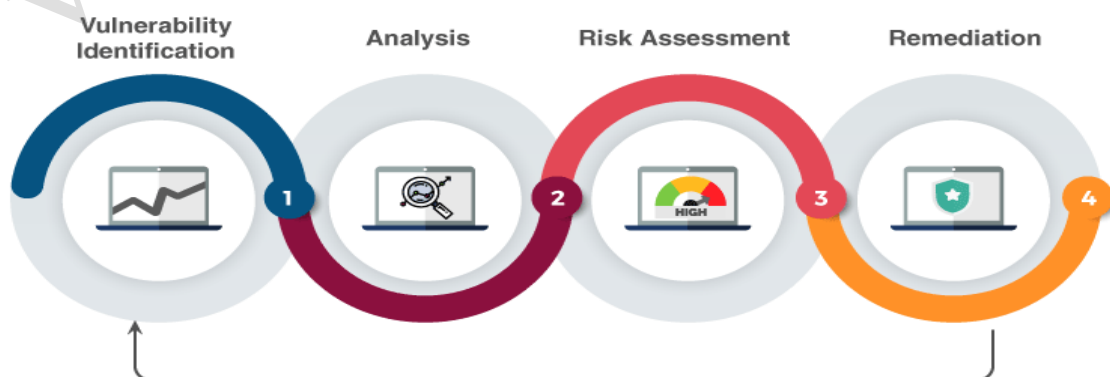 Vulnerability
Identification
Analysis
Risk Assessment
Remediation
1
2
3
4
HIGH